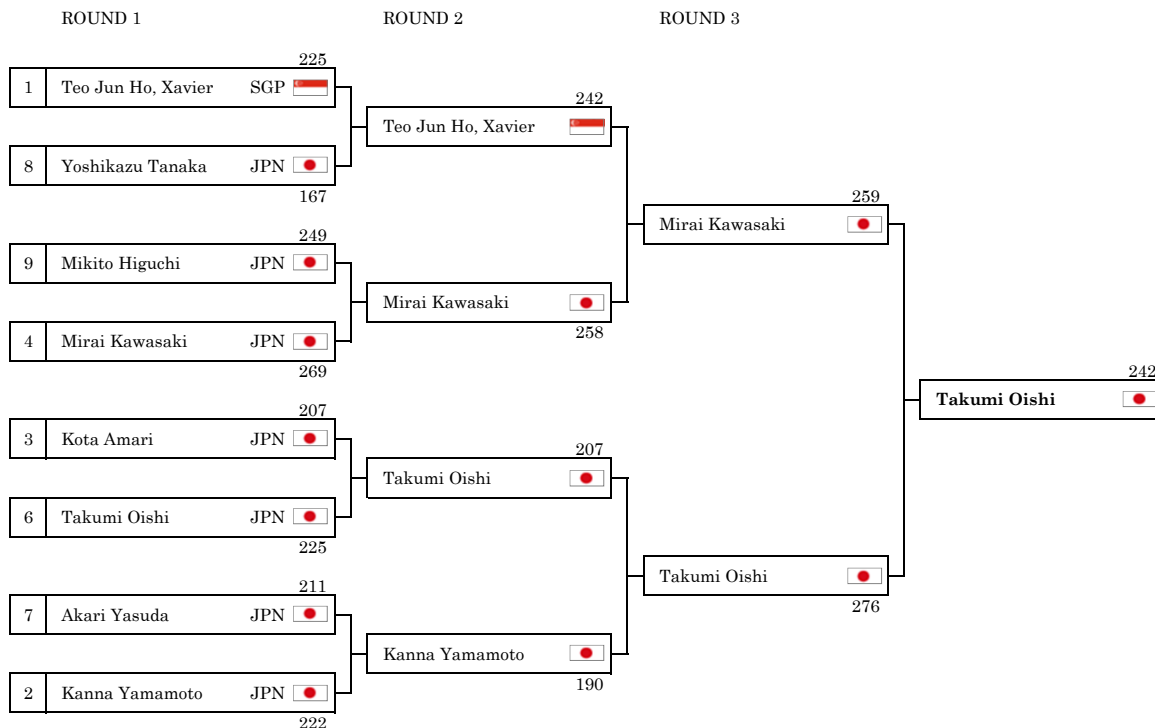 ROUND 1 ROUND 2 ROUND 3
225
1 Teo Jun Ho, Xavier SGP
242
Teo Jun Ho, Xavier
8 Yoshikazu Tanaka JPN
167
259
Mirai Kawasaki
249
9 Mikito Higuchi JPN
Mirai Kawasaki
258
4 Mirai Kawasaki JPN
269
242
Takumi Oishi
207
3 Kota Amari JPN
207
Takumi Oishi
6 Takumi Oishi JPN
225
Takumi Oishi
276
211
7 Akari Yasuda JPN
Kanna Yamamoto
190
2 Kanna Yamamoto JPN
222